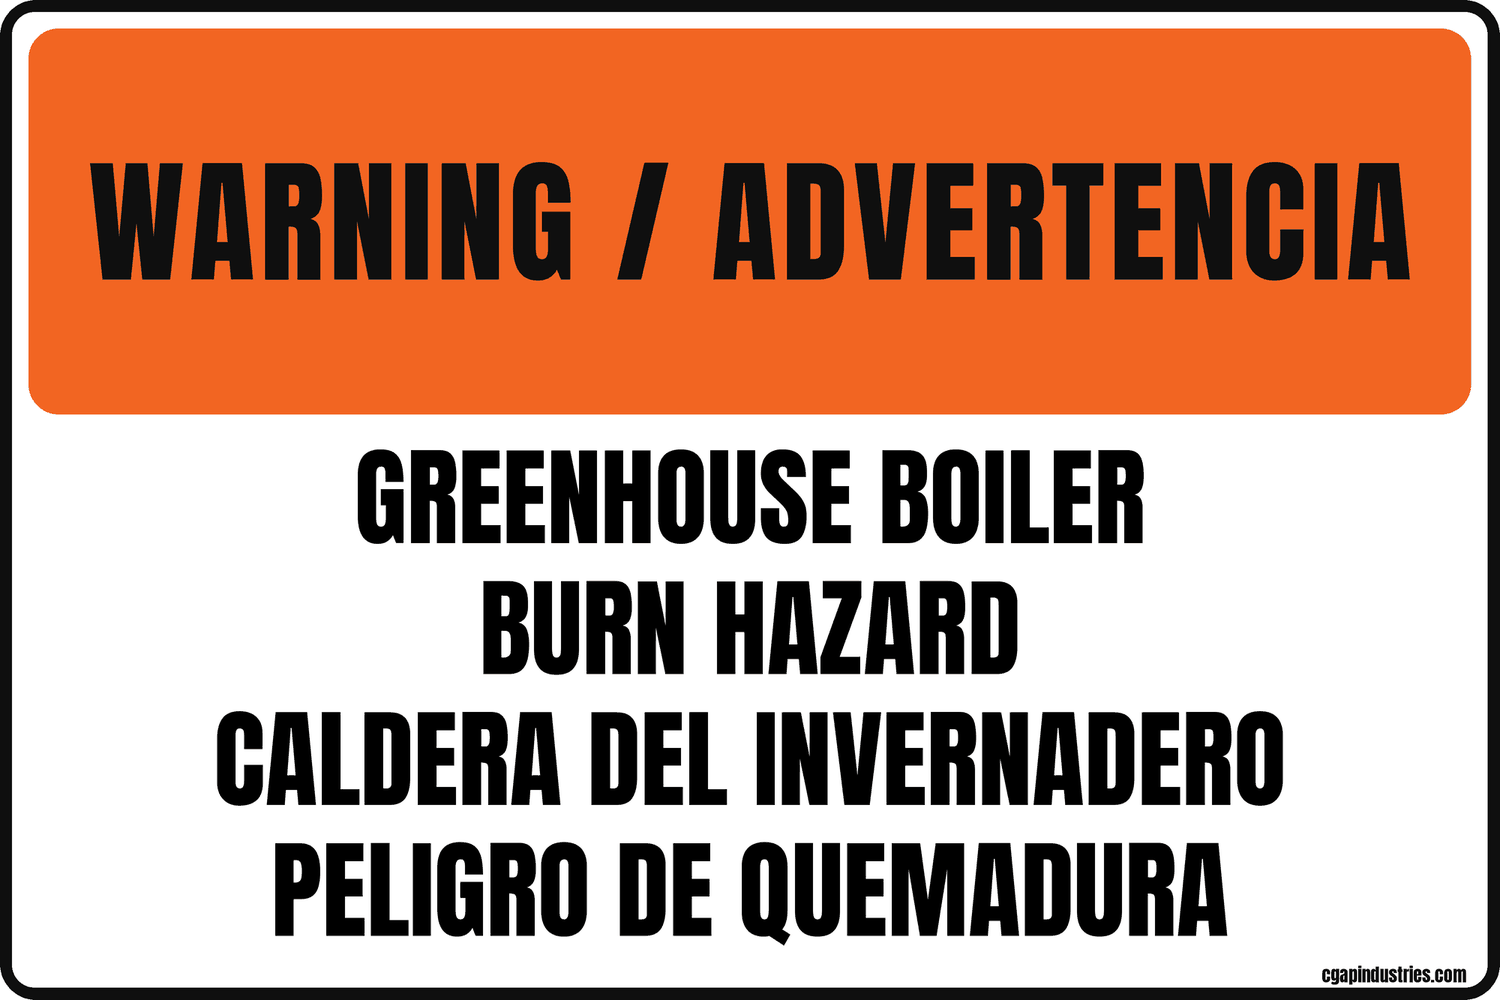 WARNING / ADVERTENCIA
GREENHOUSE BOILER
BURN HAZARD
CALDERA DEL INVERNADERO
PELIGRO DE QUEMADURA
cgapindustries.com